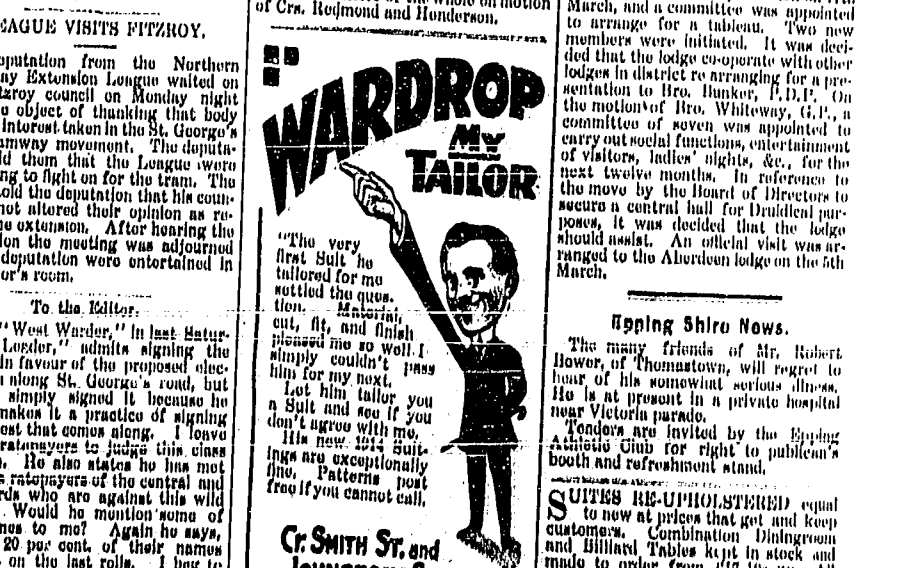 of Crs. Redmond and Henderson.
EAGUE VISITS FITZROY.
putation from the Northern
ay Extension League waited on
tzroy council on Monday night
e object of thanking that body
interest taken in the St. George's
amway movement. The deputa-
ld them that the League were
ng to fight on for the tram. The
told the deputation that his coun-
not altered their opinion as re-
e extension. After hearing the
ion the meeting was adjourned
deputation were entertained in
or's room.
To the Editor.
"West Warder," in last Satur-
Leader," admits signing the
in favour of the proposed elec-
along St. George's road, but
simply signed it because he
makes it a practice of signing
est that comes along. I leave
ratepayers to judge this class
He also states he has met
ratepayers of the central and
rds who are against this wild
Would he mention some of
mes to me? Again he says,
20 per cent. of their names
on the last rolls. I beg to
WARDROP
MY
TAILOR
"The very
first Suit he
tailored for me
settled the ques-
tion. Material,
cut, fit, and finish
pleased me so well I
simply couldn't pass
him for my next.
Let him tailor you
a Suit and see if you
don't agree with me.
His new 1914 Suit-
ings are exceptionally
fine. Patterns post
free if you cannot call.
Cr. SMITH ST. and
March, and a committee was appointed
to arrange for a tableau. Two new
members were initiated. It was deci-
ded that the lodge co-operate with other
lodges in district re arranging for a pre-
sentation to Bro. Bunker, P.D.P. On
the motion of Bro. Whiteway, G.P., a
committee of seven was appointed to
carry out social functions, entertainment
of visitors, ladies' nights, &c., for the
next twelve months. In reference to
the move by the Board of Directors to
secure a central hall for Druidical pur-
poses, it was decided that the lodge
should assist. An official visit was ar-
ranged to the Aberdeen lodge on the 5th
March.
Epping Shire News.
The many friends of Mr. Robert
Bower, of Thomastown, will regret to
hear of his somewhat serious illness.
He is at present in a private hospital
near Victoria parade.
Tenders are invited by the Epping
Athletic Club for right to publican's
booth and refreshment stand.
SUITES RE-UPHOLSTERED equal
to new at prices that get and keep
customers. Combination Diningroom
and Billiard Tables kept in stock and
made to order from